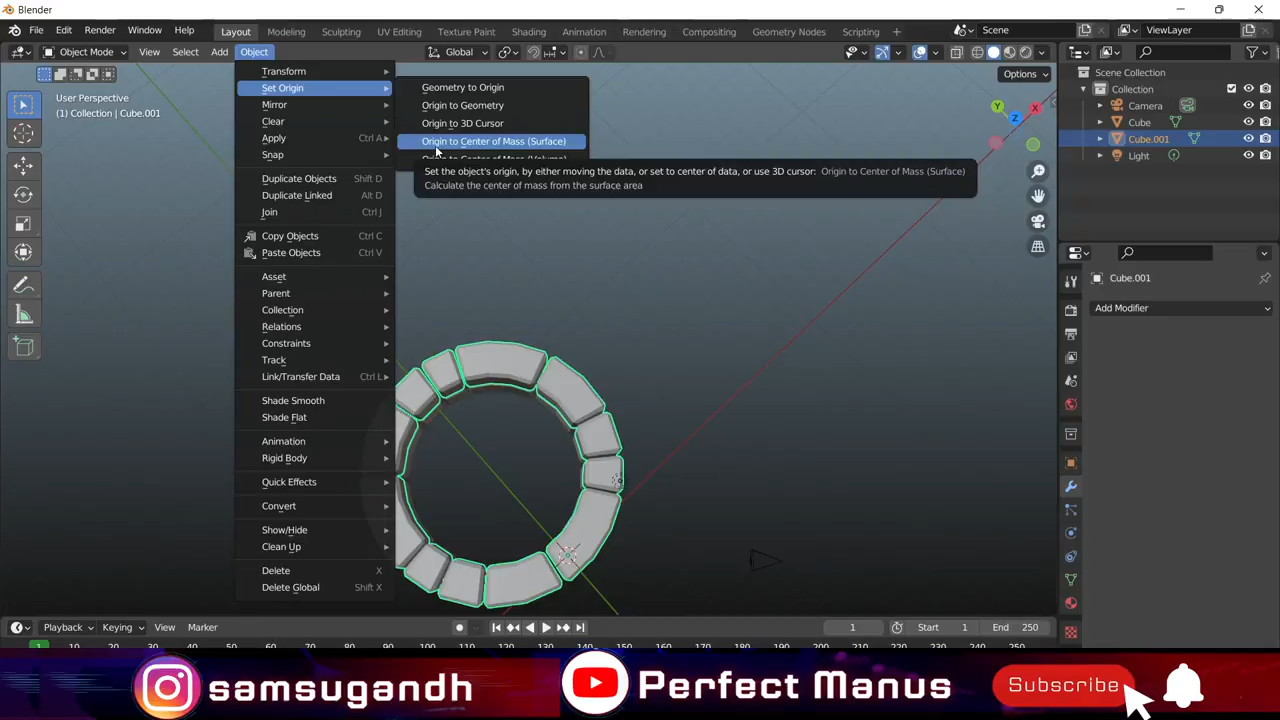 Blender
File Edit Render Window Help Layout Modeling Sculpting UV Editing Texture Paint Shading Animation Rendering Compositing Geometry Nodes Scripting + Scene ViewLayer
Object Mode View Select Add Object Global
Options
User Perspective
(1) Collection | Cube.001
Transform
Set Origin
Mirror
Clear
Apply Ctrl A
Snap
Duplicate Objects Shift D
Duplicate Linked Alt D
Join Ctrl J
Copy Objects Ctrl C
Paste Objects Ctrl V
Asset
Parent
Collection
Relations
Constraints
Track
Link/Transfer Data Ctrl L
Shade Smooth
Shade Flat
Animation
Rigid Body
Quick Effects
Convert
Show/Hide
Clean Up
Delete X
Delete Global Shift X
Geometry to Origin
Origin to Geometry
Origin to 3D Cursor
Origin to Center of Mass (Surface)
Origin to Center of Mass (Volume)
Set the object's origin, by either moving the data, or set to center of data, or use 3D cursor: Origin to Center of Mass (Surface)
Calculate the center of mass from the surface area
Y Z X
Scene Collection
Collection
Camera
Cube
Cube.001
Light
Cube.001
Add Modifier
Playback Keying View Marker 1 Start 1 End 250
1 10 20 30 40 50 60 70 80 90 100 110 120 130 140 150 160 170 180 190 200 210 220 230 240 250
samsugandh Perfect Manus Subscribe